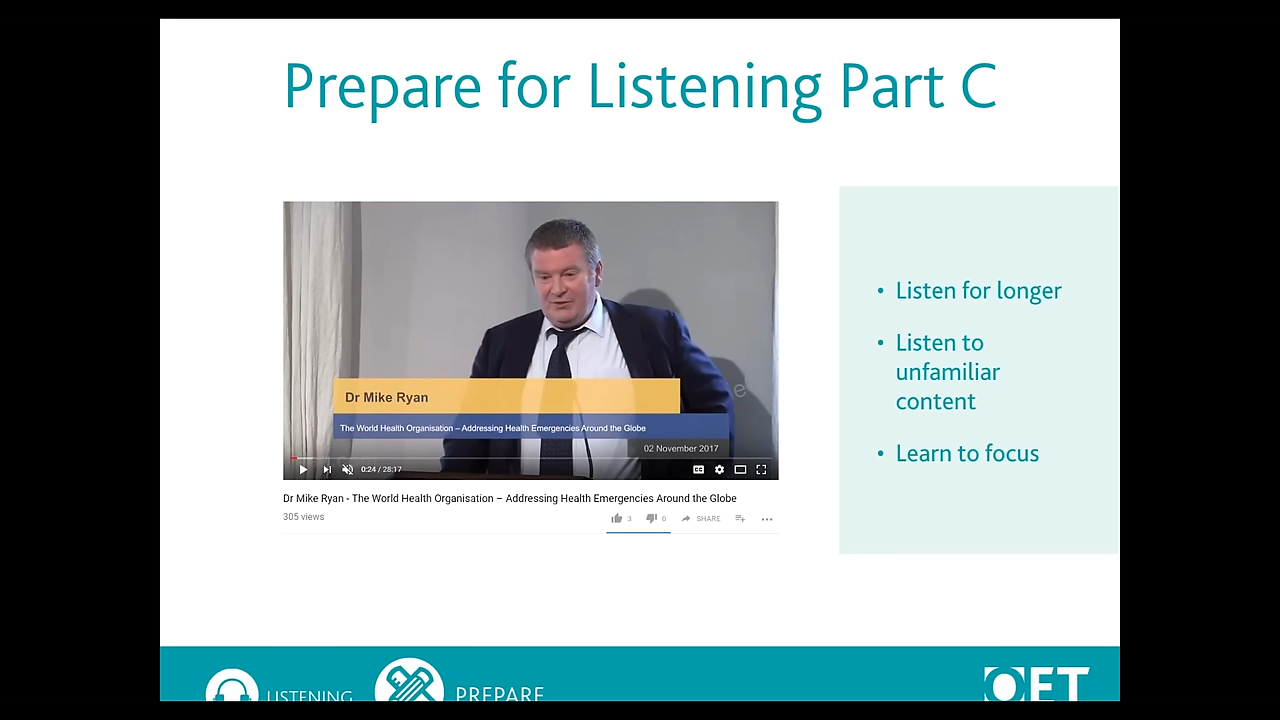 Prepare for Listening Part C
Dr Mike Ryan
The World Health Organisation – Addressing Health Emergencies Around the Globe
e
02 November 2017
0:24 / 28:17
CC
Dr Mike Ryan - The World Health Organisation – Addressing Health Emergencies Around the Globe
305 views
3
0
SHARE
• Listen for longer
• Listen to
unfamiliar
content
• Learn to focus
LISTENING
PREPARE
OET